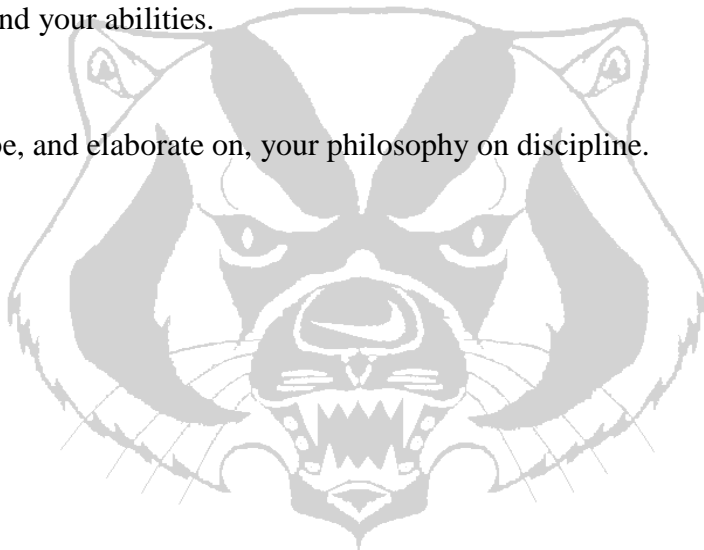 nd your abilities.
be, and elaborate on, your philosophy on discipline.